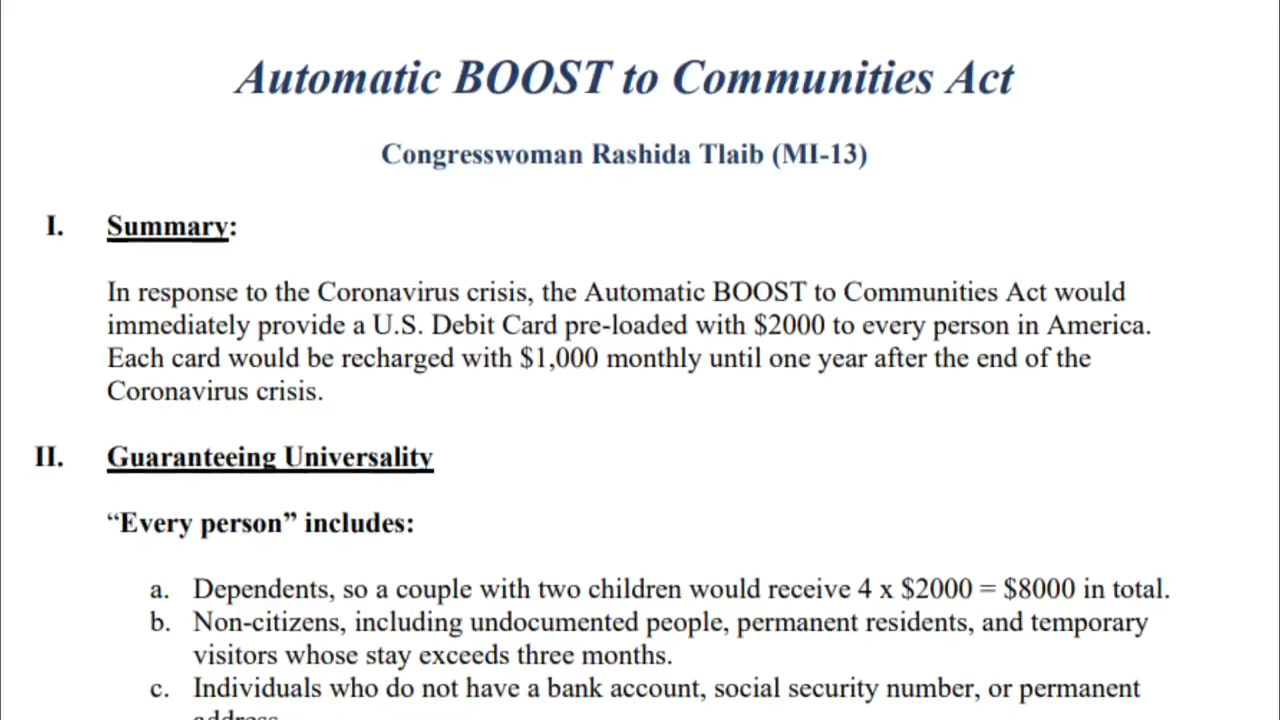 Automatic BOOST to Communities Act
Congresswoman Rashida Tlaib (MI-13)
I. Summary:
In response to the Coronavirus crisis, the Automatic BOOST to Communities Act would
immediately provide a U.S. Debit Card pre-loaded with $2000 to every person in America.
Each card would be recharged with $1,000 monthly until one year after the end of the
Coronavirus crisis.
II. Guaranteeing Universality
“Every person” includes:
a. Dependents, so a couple with two children would receive 4 x $2000 = $8000 in total.
b. Non-citizens, including undocumented people, permanent residents, and temporary
visitors whose stay exceeds three months.
c. Individuals who do not have a bank account, social security number, or permanent
address